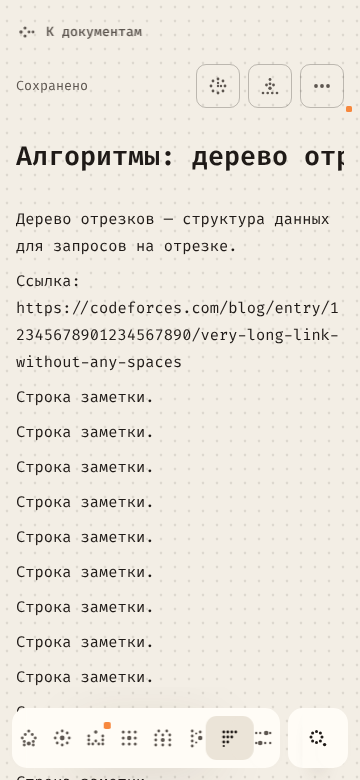 К документам
Сохранено
Алгоритмы: дерево отр
Дерево отрезков — структура данных
для запросов на отрезке.
Ссылка:
https://codeforces.com/blog/entry/1
2345678901234567890/very-long-link-
without-any-spaces
Строка заметки.
Строка заметки.
Строка заметки.
Строка заметки.
Строка заметки.
Строка заметки.
Строка заметки.
Строка заметки.
Строка заметки.